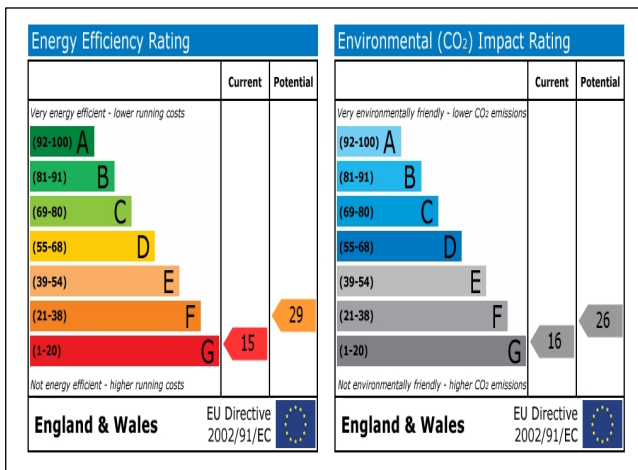 Energy Efficiency Rating
Current Potential
Very energy efficient - lower running costs
(92-100) A
(81-91) B
(69-80) C
(55-68) D
(39-54) E
(21-38) F
29
(1-20) G
15
Not energy efficient - higher running costs
England & Wales
EU Directive
2002/91/EC
Environmental (CO₂) Impact Rating
Current Potential
Very environmentally friendly - lower CO₂ emissions
(92-100) A
(81-91) B
(69-80) C
(55-68) D
(39-54) E
(21-38) F
26
(1-20) G
16
Not environmentally friendly - higher CO₂ emissions
England & Wales
EU Directive
2002/91/EC